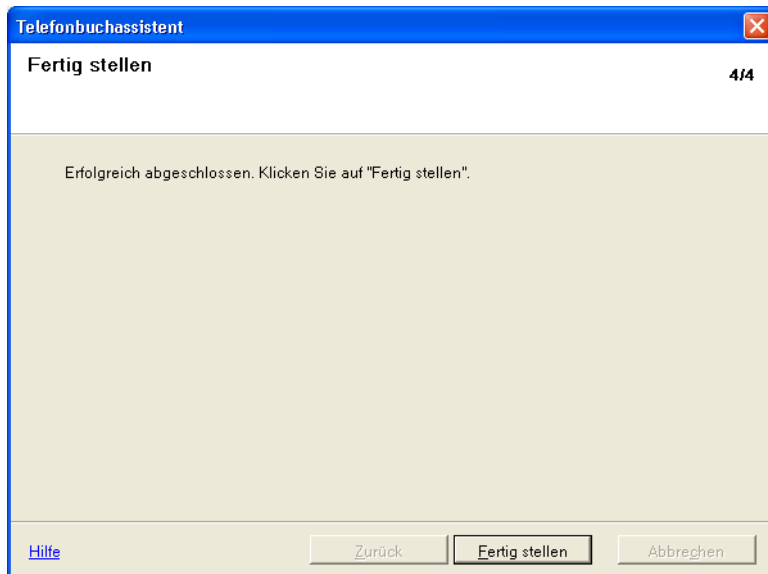 Telefonbuchassistent
Fertig stellen
4/4
Erfolgreich abgeschlossen. Klicken Sie auf "Fertig stellen".
Hilfe
Zurück
Fertig stellen
Abbrechen